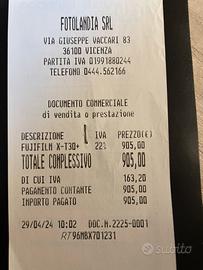 FOTOLANDIA SRL
VIA GIUSEPPE VACCARI 83
36100 VICENZA
PARTITA IVA 01991880244
TELEFONO 0444.562166
DOCUMENTO COMMERCIALE
di vendita o prestazione
DESCRIZIONE IVA PREZZO(€)
FUJIFILM X-T30+ 22% 905,00
TOTALE COMPLESSIVO 905,00
DI CUI IVA 163,20
PAGAMENTO CONTANTE 905,00
IMPORTO PAGATO 905,00
29/04/24 10:02 DOC.N.2225-0001
RT 96MBX701231
subito